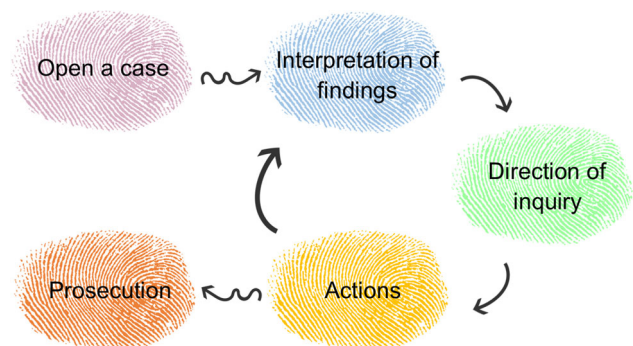 Open a case
Interpretation of
findings
Direction of
inquiry
Actions
Prosecution